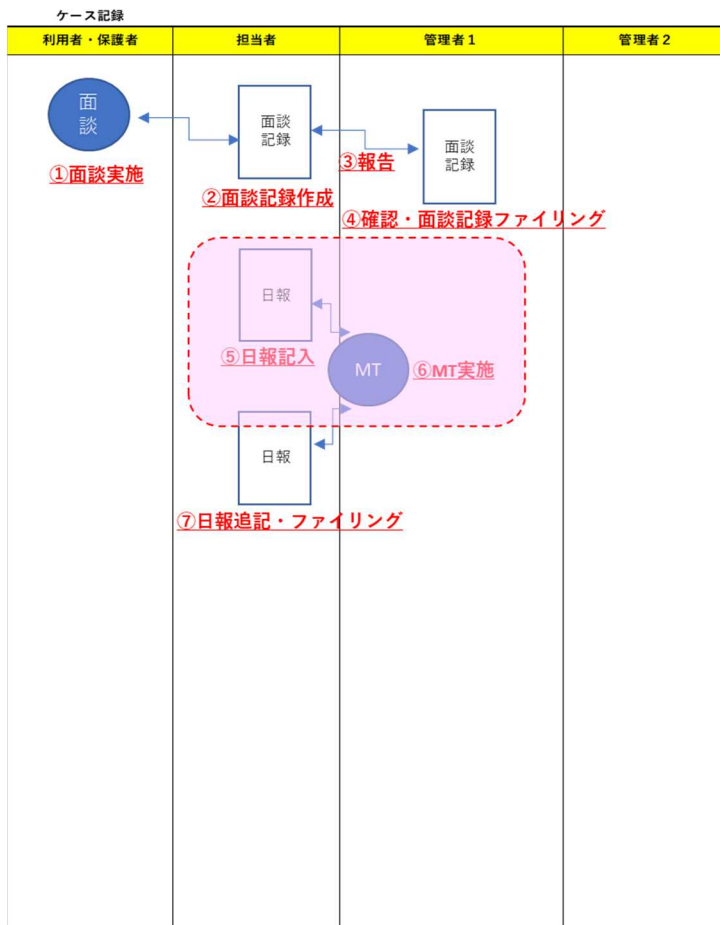 ケース記録
利用者・保護者
担当者
管理者1
管理者2
面
談
①面談実施
面談
記録
②面談記録作成
③報告
面談
記録
④確認・面談記録ファイリング
日報
⑤日報記入
MT
⑥MT実施
日報
⑦日報追記・ファイリング